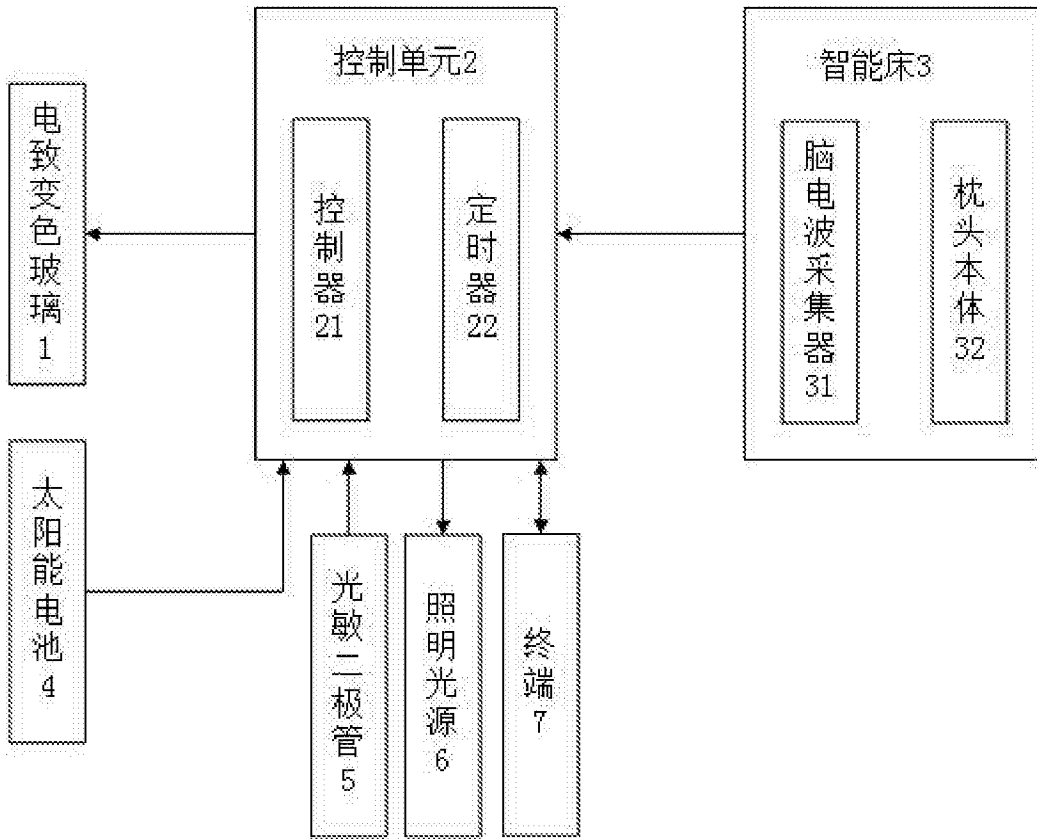 控制单元2
智能床3
电致变色玻璃1
控制器21
定时器22
脑电波采集器31
枕头本体32
太阳能电池4
光敏二极管5
照明光源6
终端7